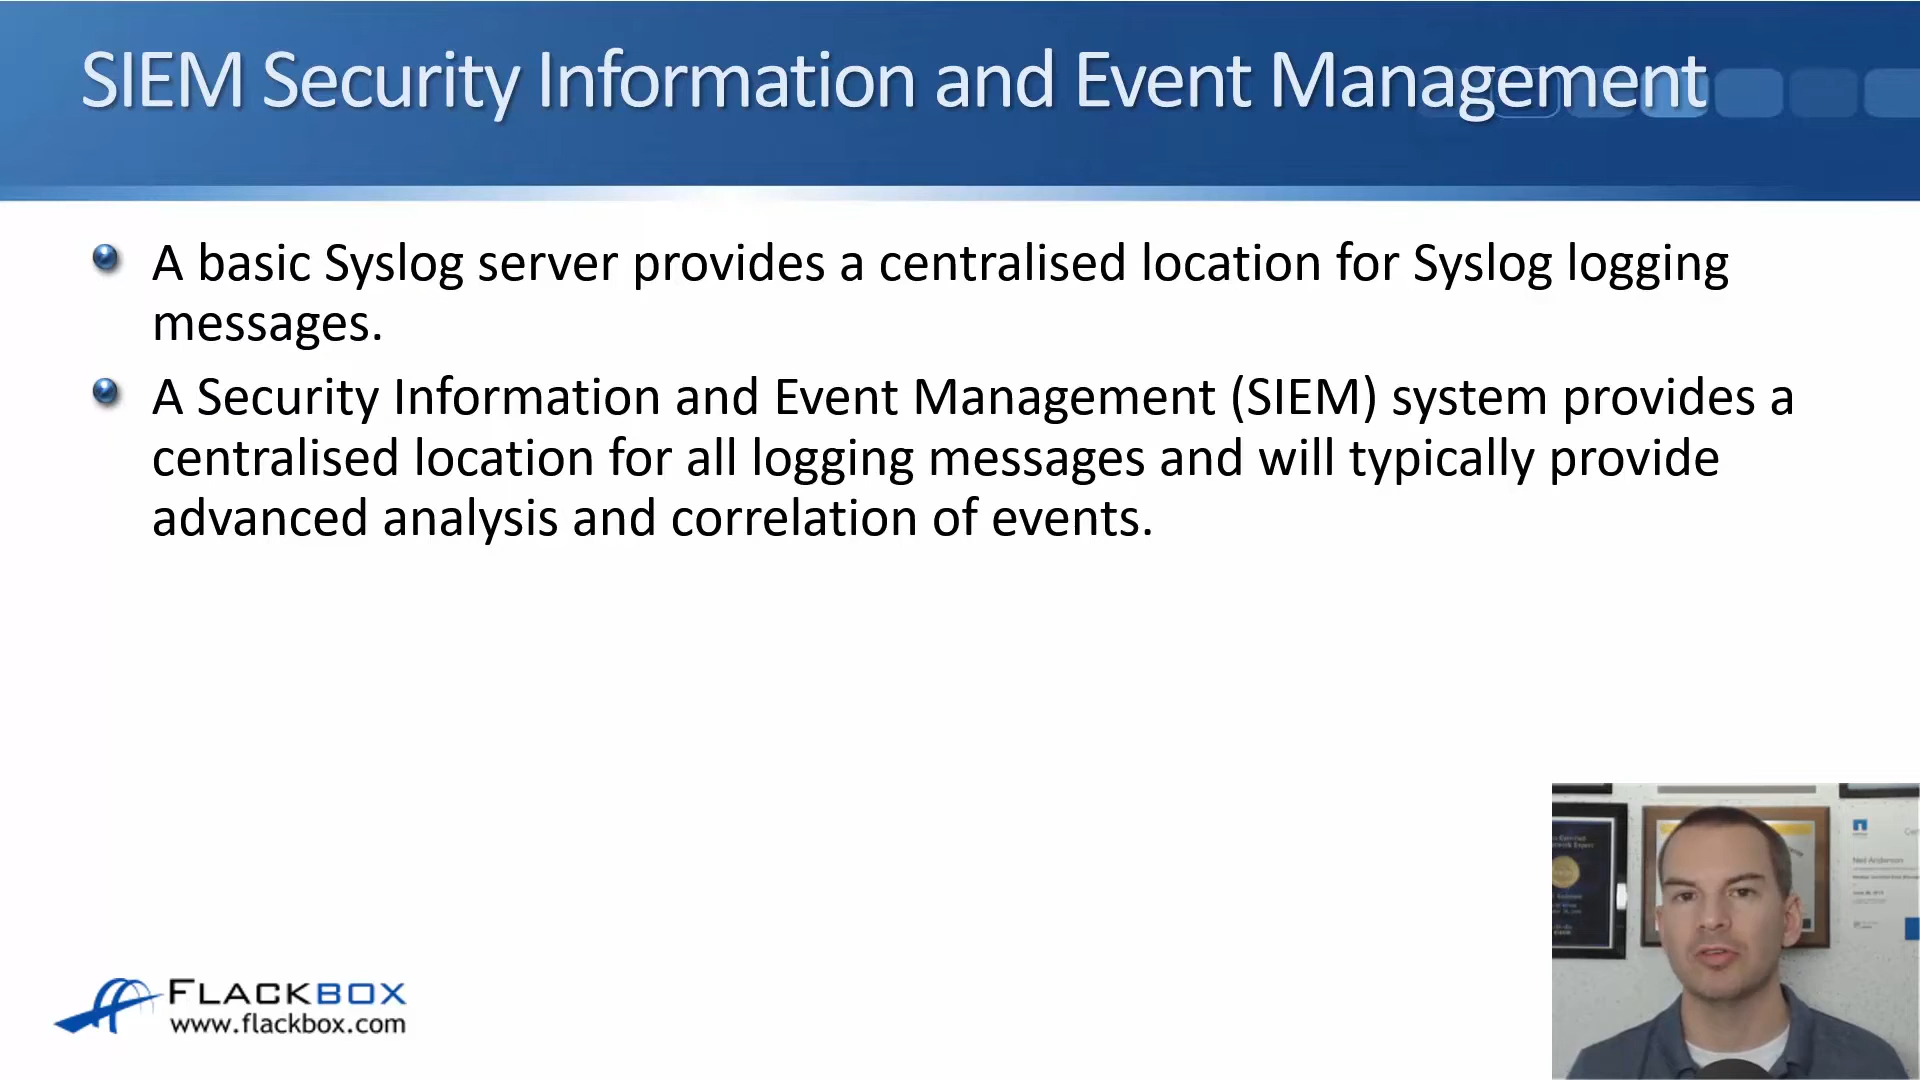 SIEM Security Information and Event Management
A basic Syslog server provides a centralised location for Syslog logging
messages.
A Security Information and Event Management (SIEM) system provides a
centralised location for all logging messages and will typically provide
advanced analysis and correlation of events.
FLACKBOX
www.flackbox.com
Neil Anderson